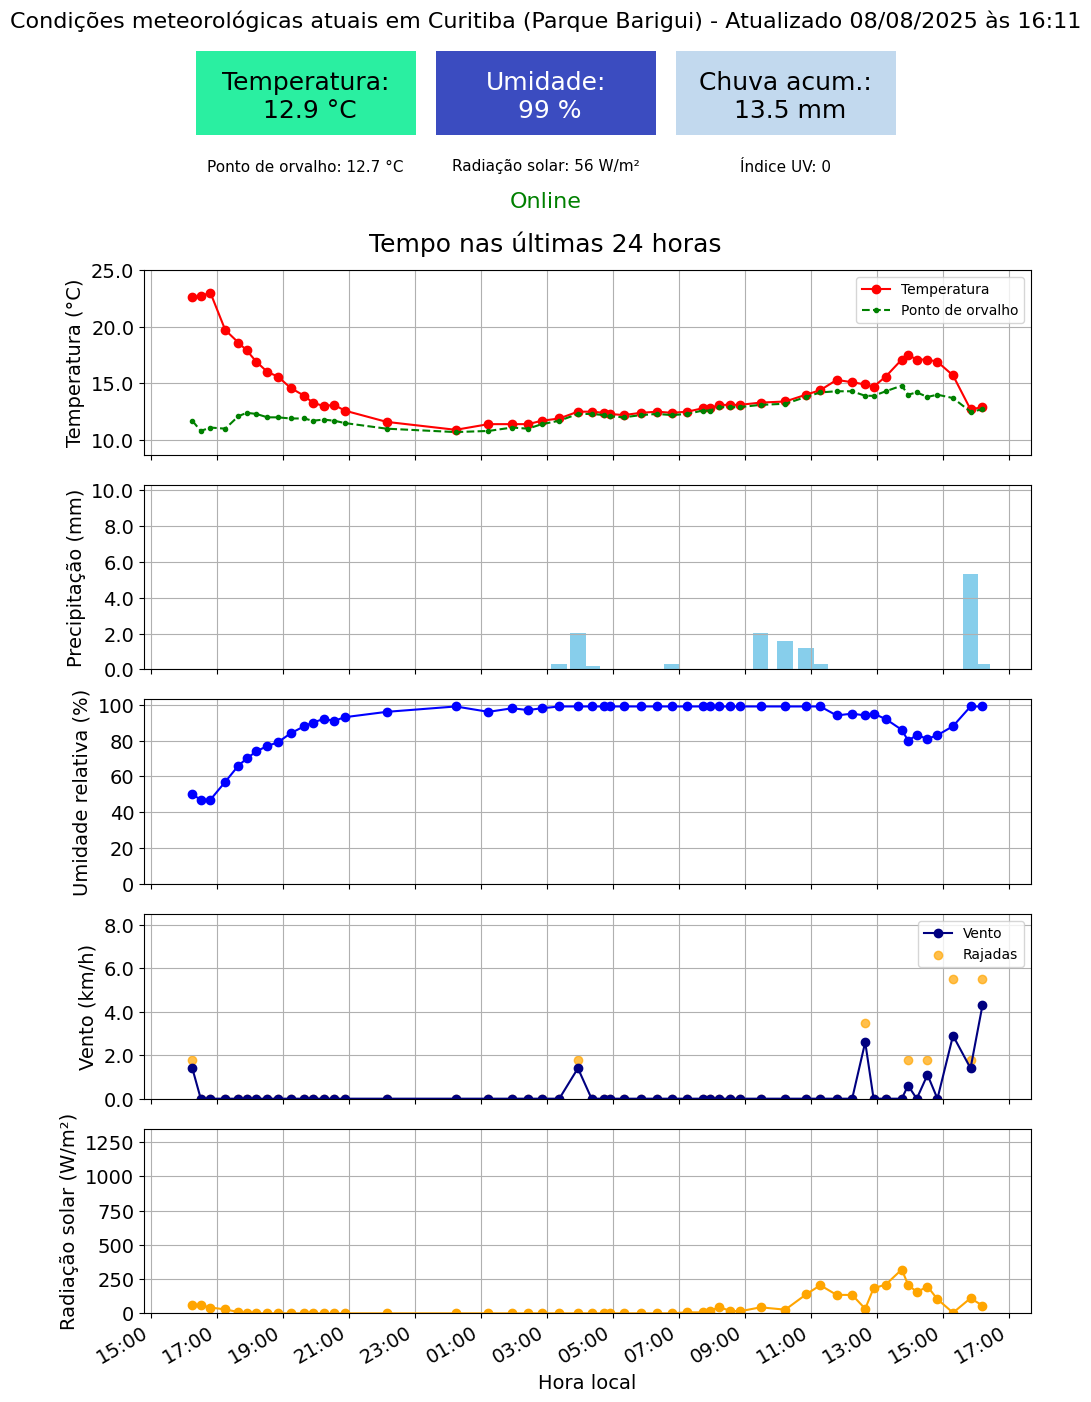 Condições meteorológicas atuais em Curitiba (Parque Barigui) - Atualizado 08/08/2025 às 16:11
Temperatura:
12.9 °C
Umidade:
99 %
Chuva acum.:
13.5 mm
Ponto de orvalho: 12.7 °C
Radiação solar: 56 W/m²
Índice UV: 0
Online
Tempo nas últimas 24 horas
Temperatura (°C)
25.0
20.0
15.0
10.0
Temperatura
Ponto de orvalho
Precipitação (mm)
10.0
8.0
6.0
4.0
2.0
0.0
Umidade relativa (%)
100
80
60
40
20
0
Vento (km/h)
8.0
6.0
4.0
2.0
0.0
Vento
Rajadas
Radiação solar (W/m²)
1250
1000
750
500
250
0
15:00
17:00
19:00
21:00
23:00
01:00
03:00
05:00
07:00
09:00
11:00
13:00
15:00
17:00
Hora local